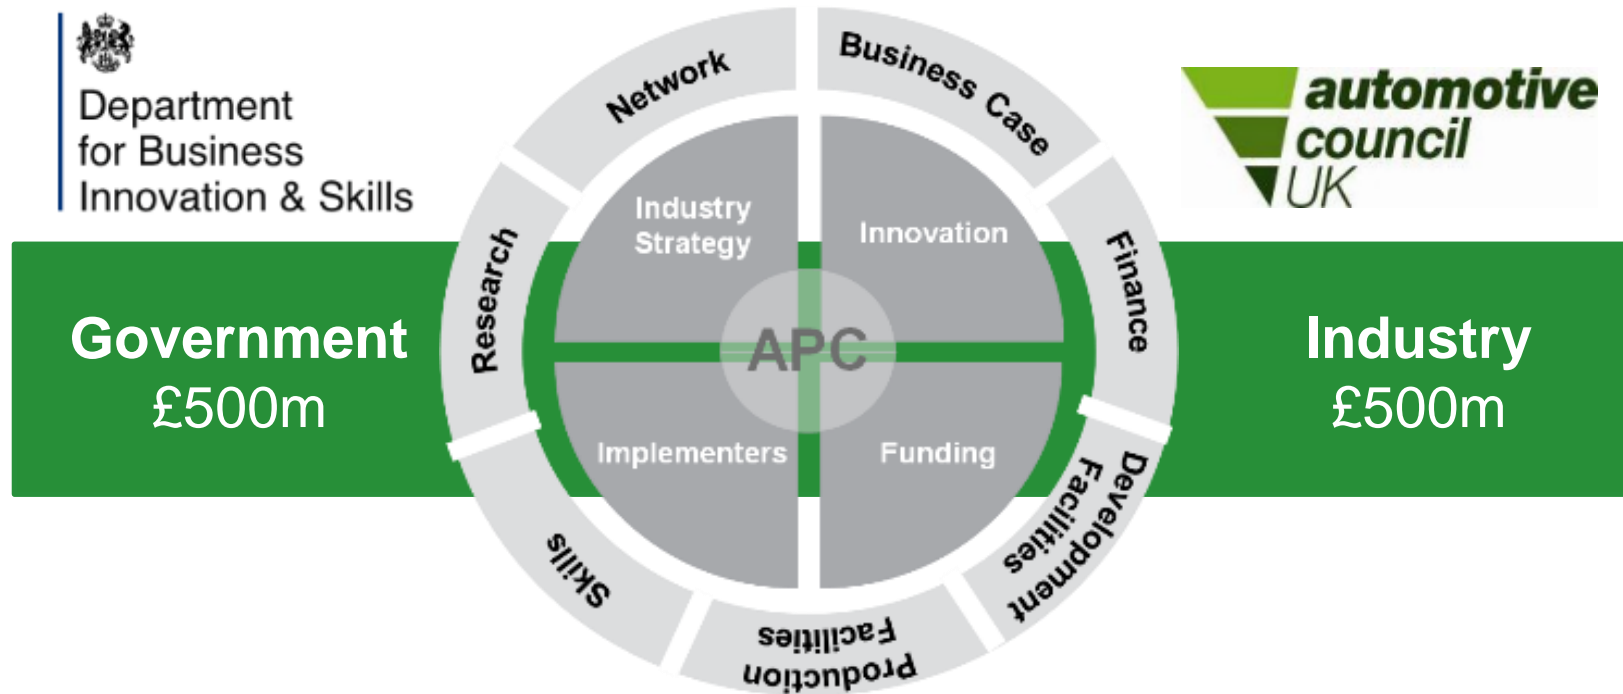 Department
for Business
Innovation & Skills
automotive
council
UK
Government
£500m
Industry
£500m
Network
Business Case
Finance
Development
Facilities
Production
Facilities
Skills
Research
Industry
Strategy
Innovation
APC
Implementers
Funding